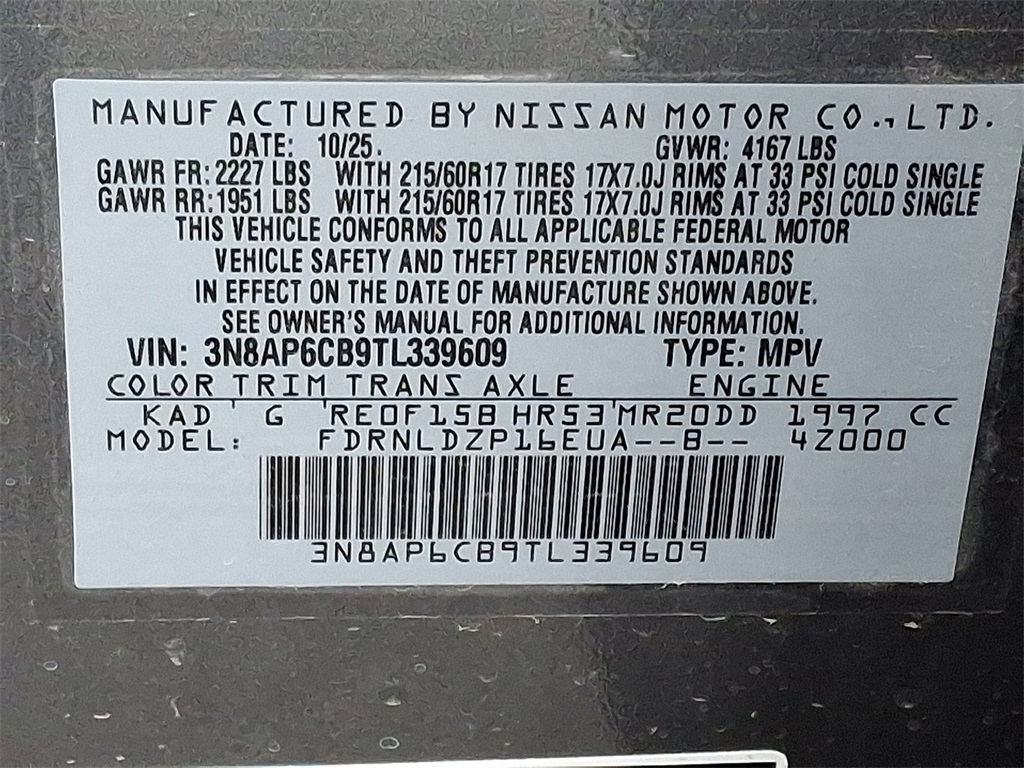 MANUFACTURED BY NISSAN MOTOR CO., LTD.
DATE: 10/25. GVWR: 4167 LBS
GAWR FR: 2227 LBS WITH 215/60R17 TIRES 17X7.0J RIMS AT 33 PSI COLD SINGLE
GAWR RR: 1951 LBS WITH 215/60R17 TIRES 17X7.0J RIMS AT 33 PSI COLD SINGLE
THIS VEHICLE CONFORMS TO ALL APPLICABLE FEDERAL MOTOR
VEHICLE SAFETY AND THEFT PREVENTION STANDARDS
IN EFFECT ON THE DATE OF MANUFACTURE SHOWN ABOVE.
SEE OWNER'S MANUAL FOR ADDITIONAL INFORMATION.
VIN: 3N8AP6CB9TL339609 TYPE: MPV
COLOR TRIM TRANS AXLE ENGINE
KAD ' G 'RE0F15B HR53'MR20DD 1997 CC
MODEL: FDRNLDZP16EUA--B-- 4Z000
3N8AP6CB9TL339609